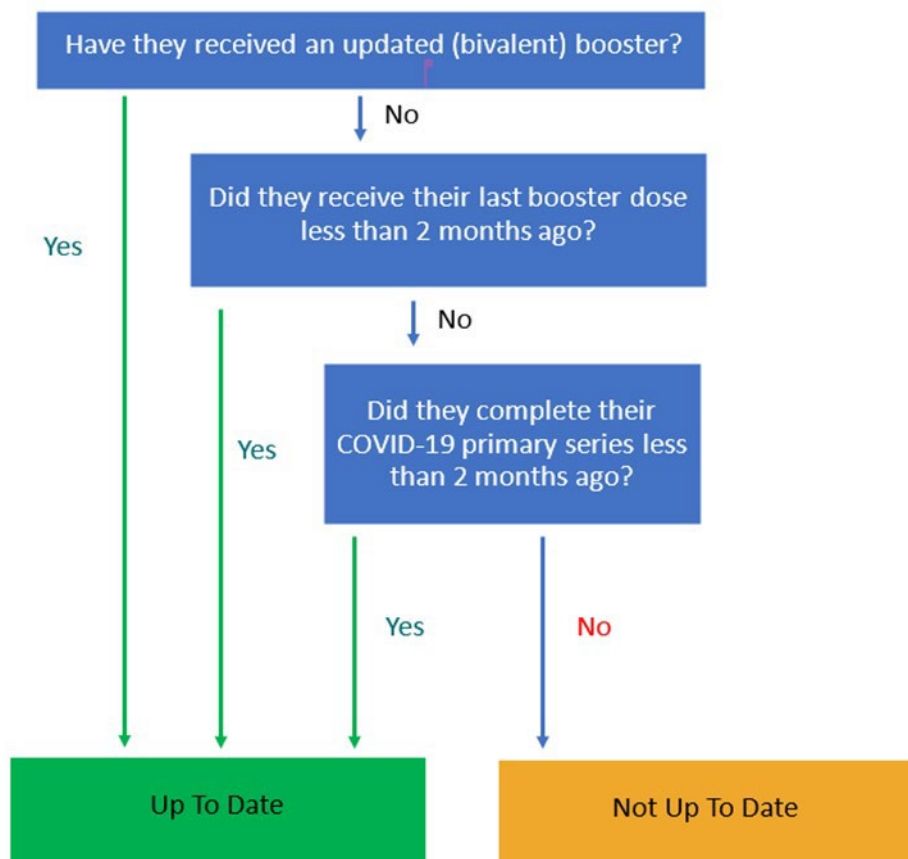 Have they received an updated (bivalent) booster?
No
Did they receive their last booster dose
less than 2 months ago?
Yes
No
Did they complete their
COVID-19 primary series less
than 2 months ago?
Yes
Yes
No
Up To Date
Not Up To Date